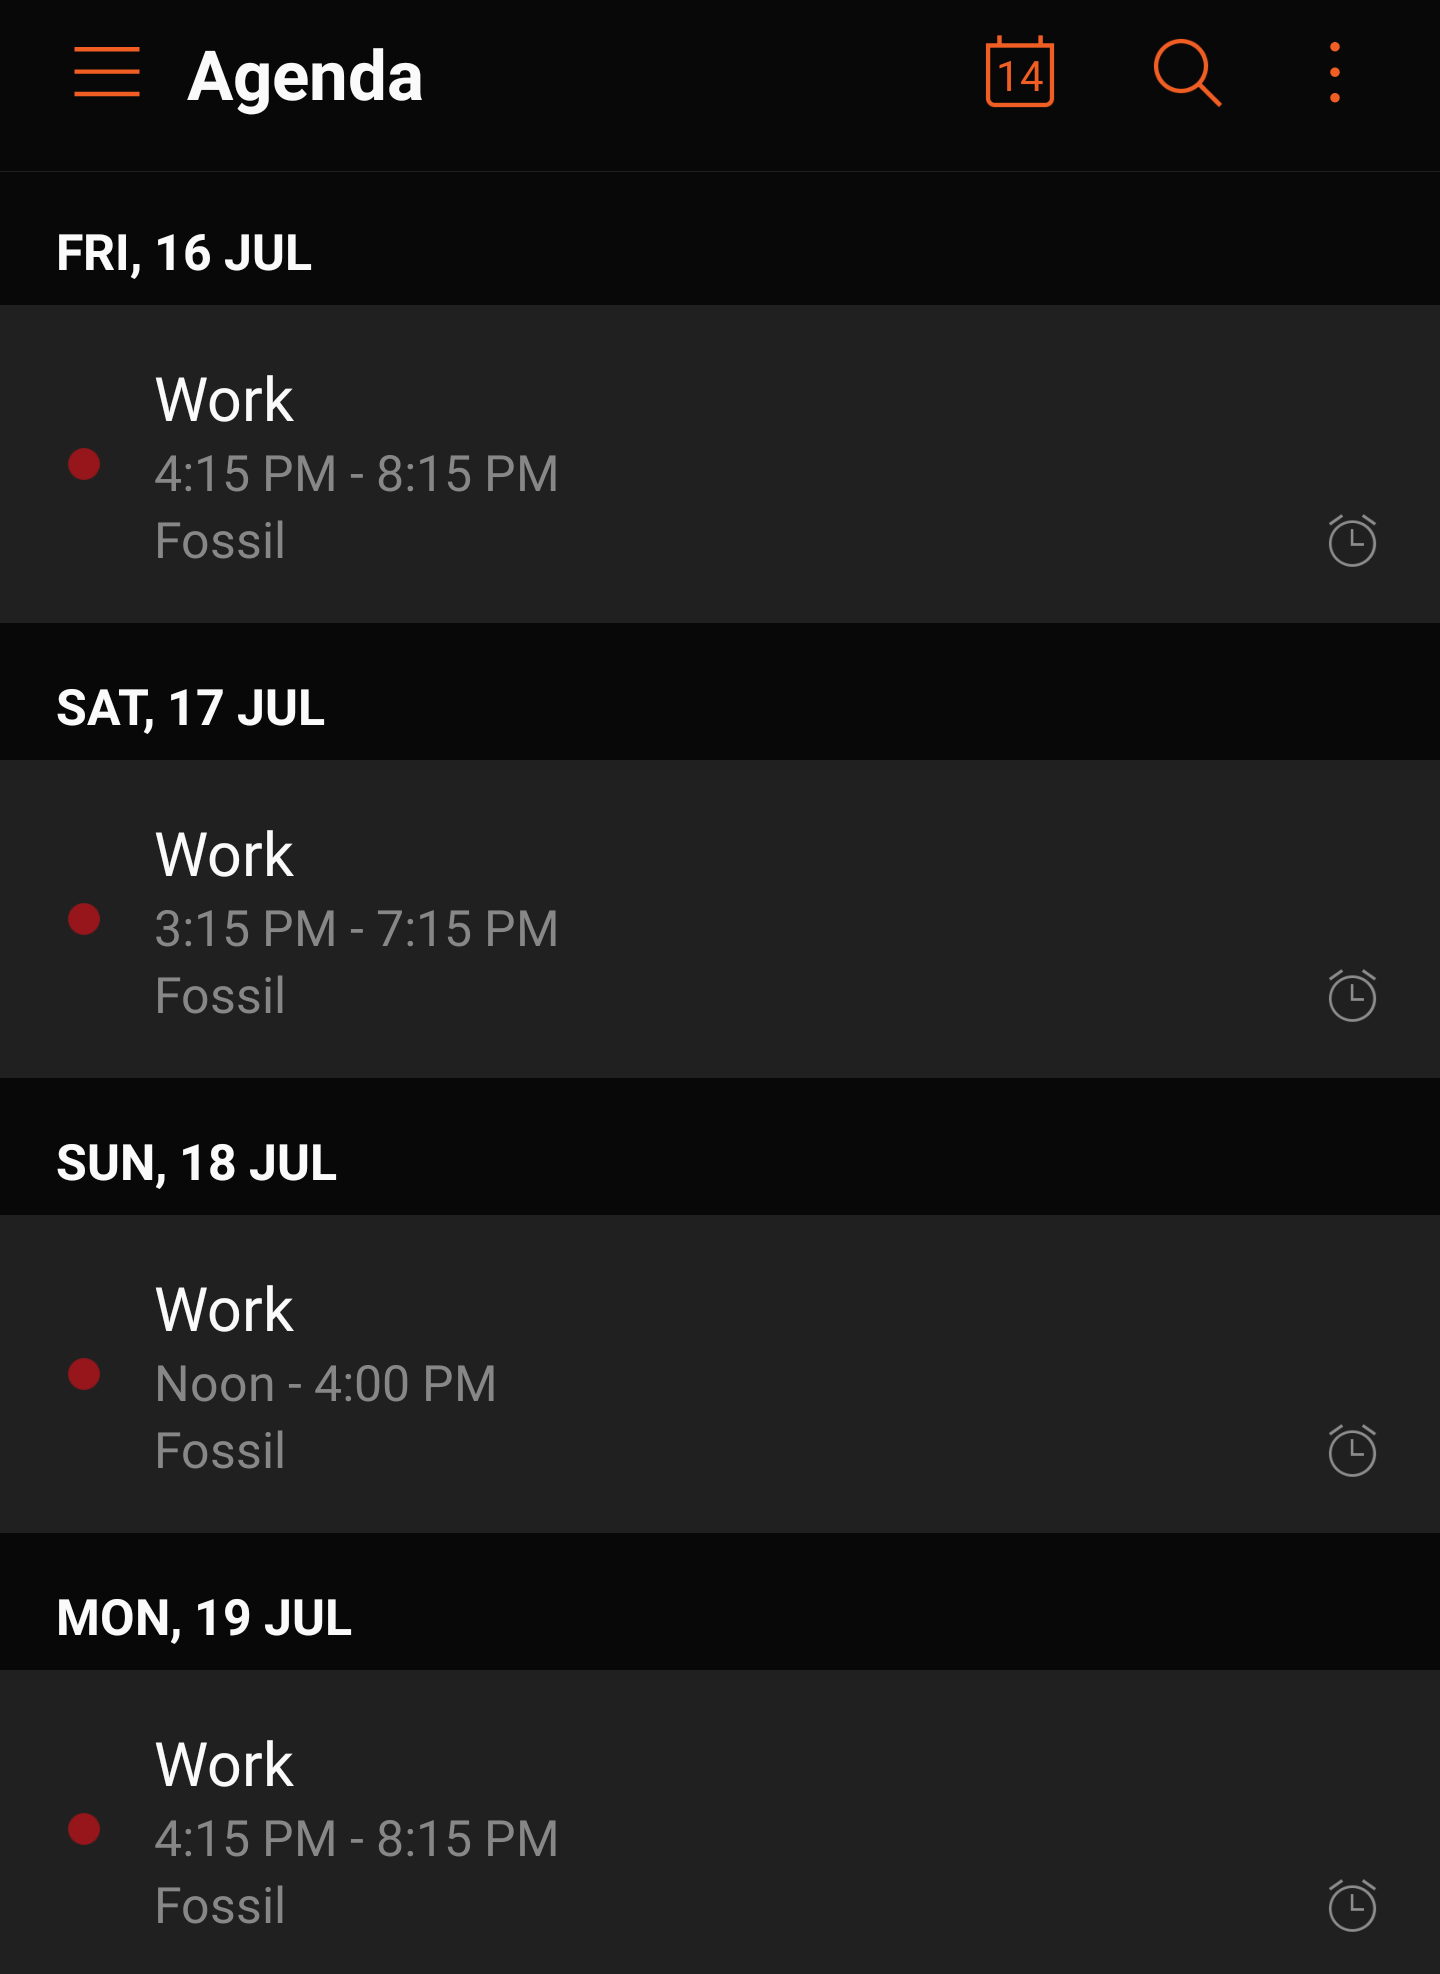 Agenda
14
FRI, 16 JUL
Work
4:15 PM - 8:15 PM
Fossil
SAT, 17 JUL
Work
3:15 PM - 7:15 PM
Fossil
SUN, 18 JUL
Work
Noon - 4:00 PM
Fossil
MON, 19 JUL
Work
4:15 PM - 8:15 PM
Fossil